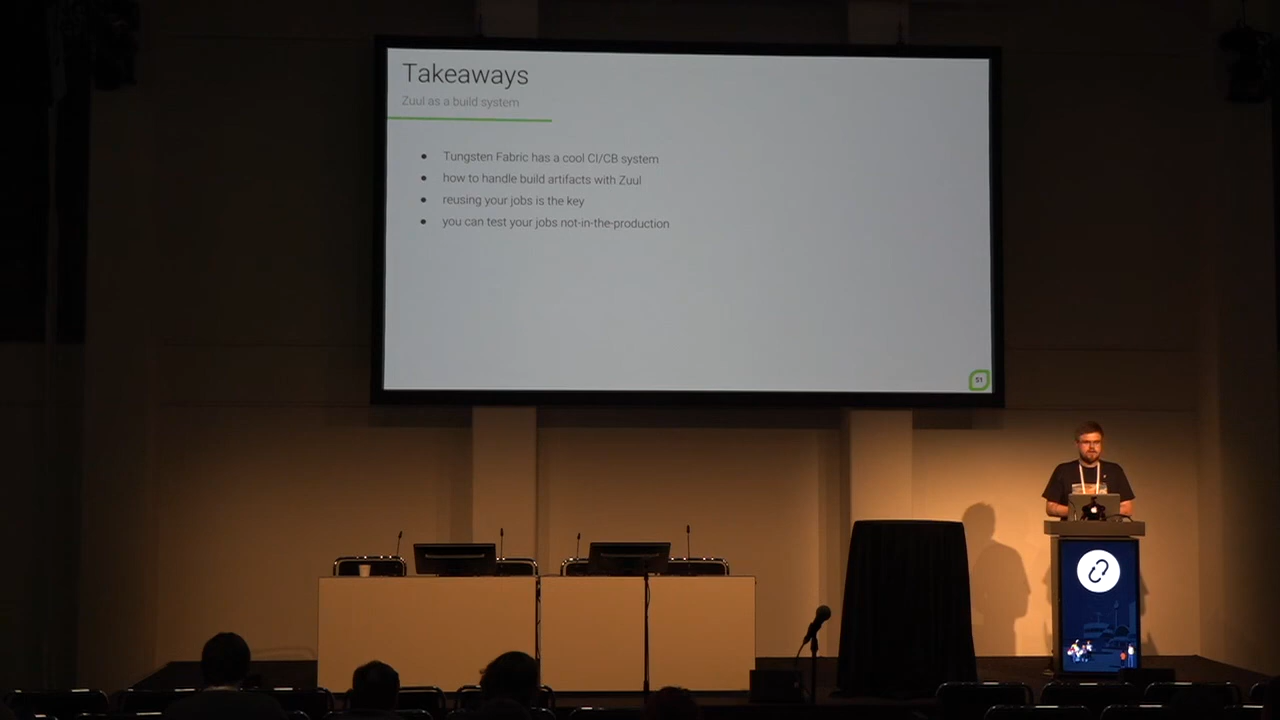 Takeaways
Zuul as a build system
Tungsten Fabric has a cool CI/CB system
how to handle build artifacts with Zuul
reusing your jobs is the key
you can test your jobs not-in-the-production
51